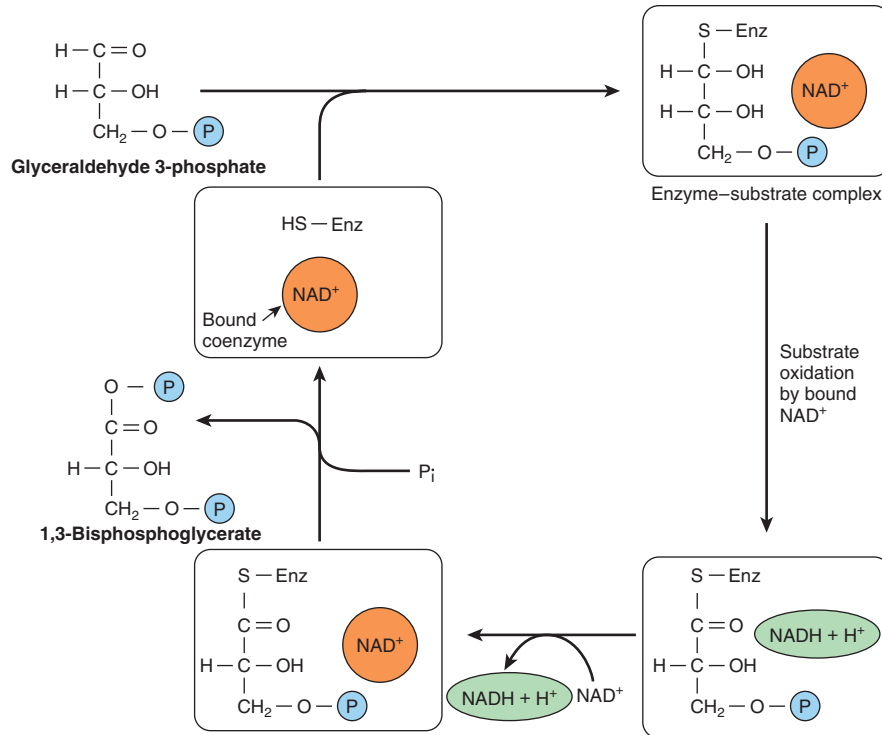 H—C=O
H—C—OH
CH₂—O—P
Glyceraldehyde 3-phosphate
S—Enz
H—C—OH
H—C—OH
CH₂—O—P
NAD⁺
Enzyme–substrate complex
HS—Enz
NAD⁺
Bound
coenzyme
Substrate
oxidation
by bound
NAD⁺
O—P
C=O
H—C—OH
CH₂—O—P
1,3-Bisphosphoglycerate
Pᵢ
S—Enz
C=O
H—C—OH
CH₂—O—P
NAD⁺
NADH + H⁺
NAD⁺
S—Enz
C=O
H—C—OH
CH₂—O—P
NADH + H⁺